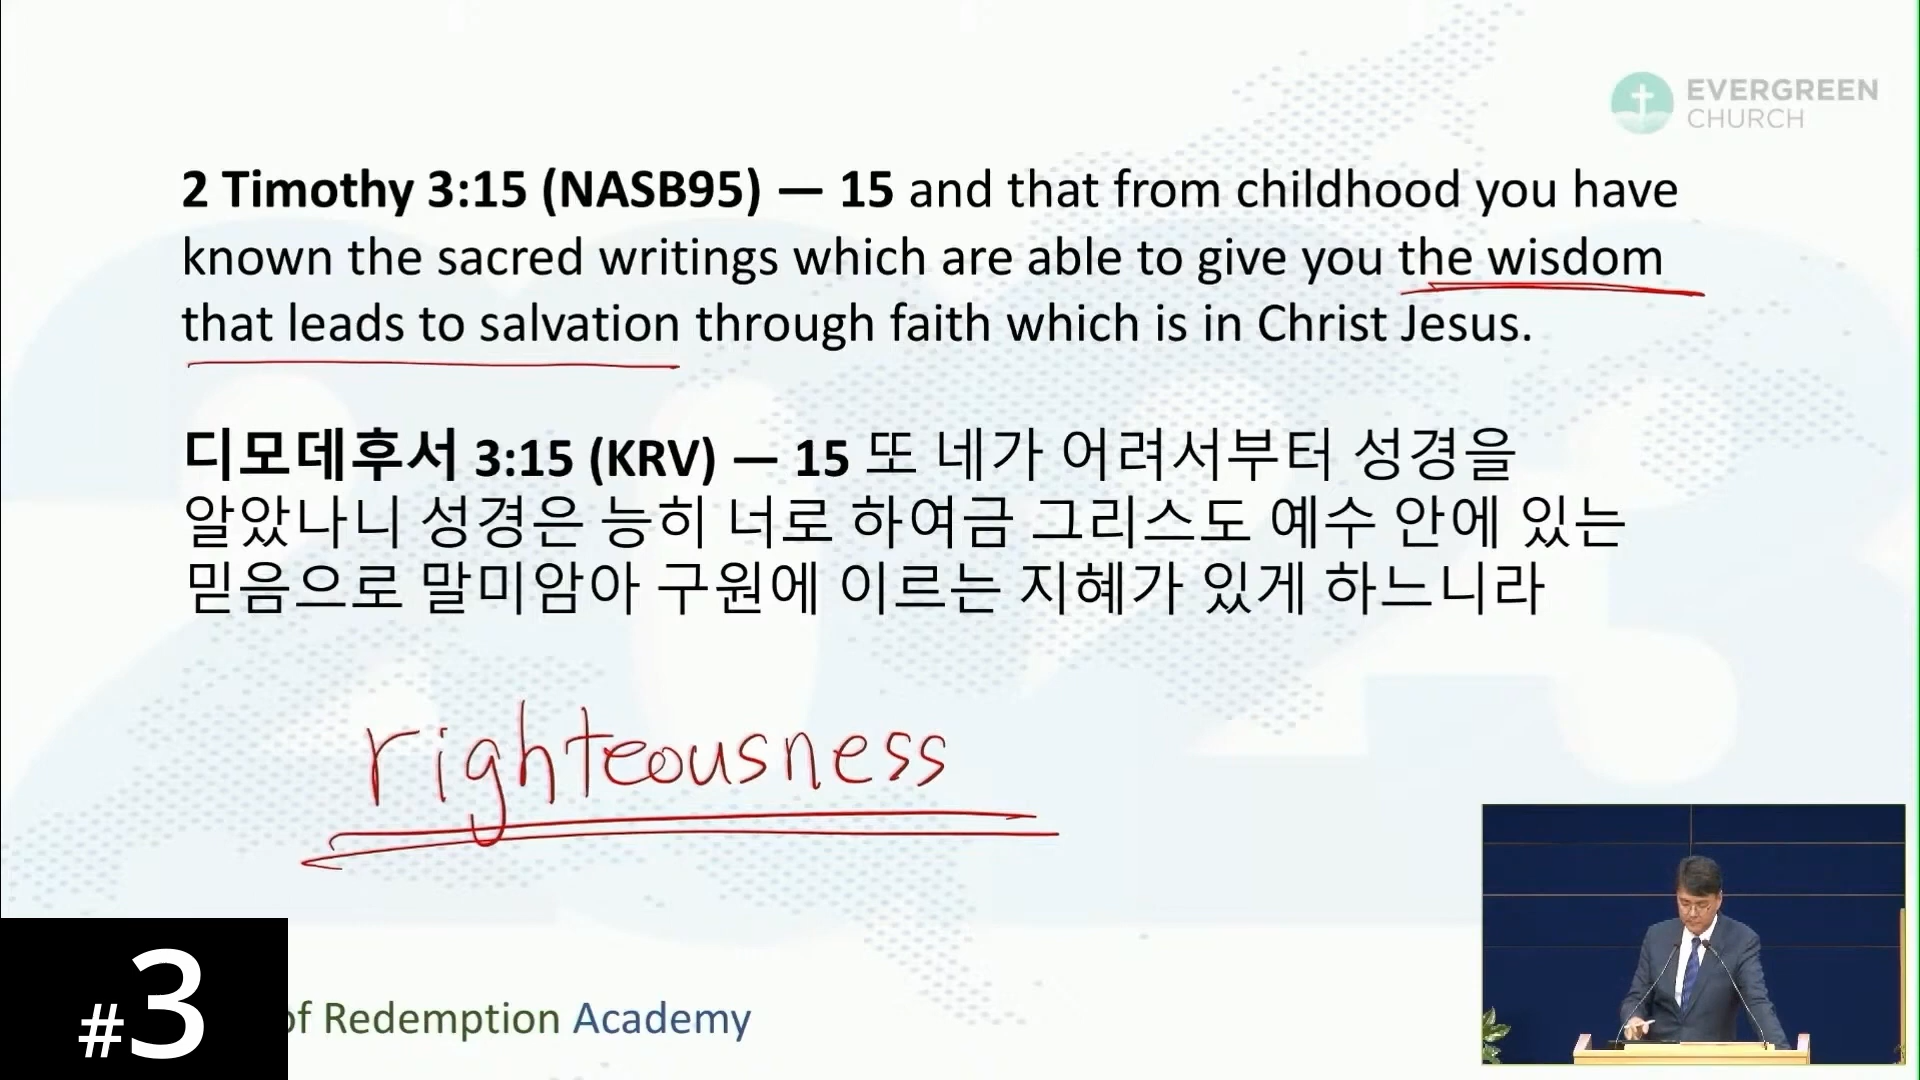 EVERGREEN
CHURCH
2 Timothy 3:15 (NASB95) — 15 and that from childhood you have
known the sacred writings which are able to give you the wisdom
that leads to salvation through faith which is in Christ Jesus.
디모데후서 3:15 (KRV) — 15 또 네가 어려서부터 성경을
알았나니 성경은 능히 너로 하여금 그리스도 예수 안에 있는
믿음으로 말미암아 구원에 이르는 지혜가 있게 하느니라
righteousness
#3
of Redemption Academy